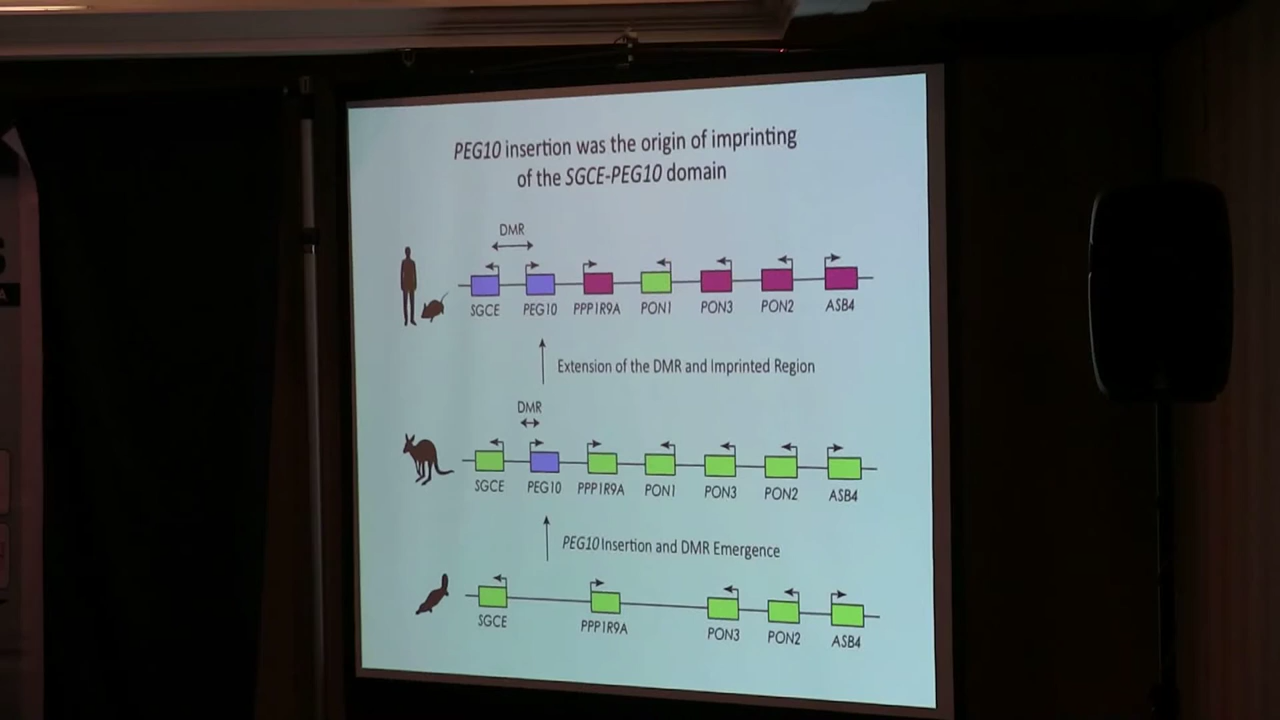 PEG10 insertion was the origin of imprinting
of the SGCE-PEG10 domain
DMR
SGCE PEG10 PPP1R9A PON1 PON3 PON2 ASB4
Extension of the DMR and Imprinted Region
DMR
SGCE PEG10 PPP1R9A PON1 PON3 PON2 ASB4
PEG10 Insertion and DMR Emergence
SGCE PPP1R9A PON3 PON2 ASB4